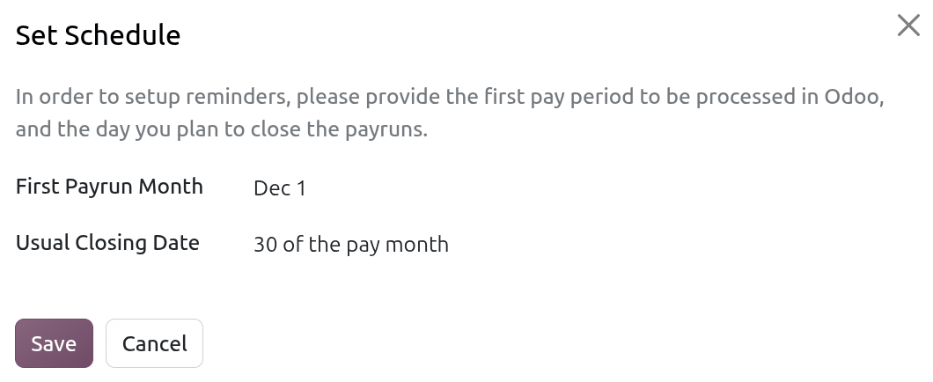 Set Schedule
In order to setup reminders, please provide the first pay period to be processed in Odoo,
and the day you plan to close the payruns.
First Payrun Month Dec 1
Usual Closing Date 30 of the pay month
Save Cancel